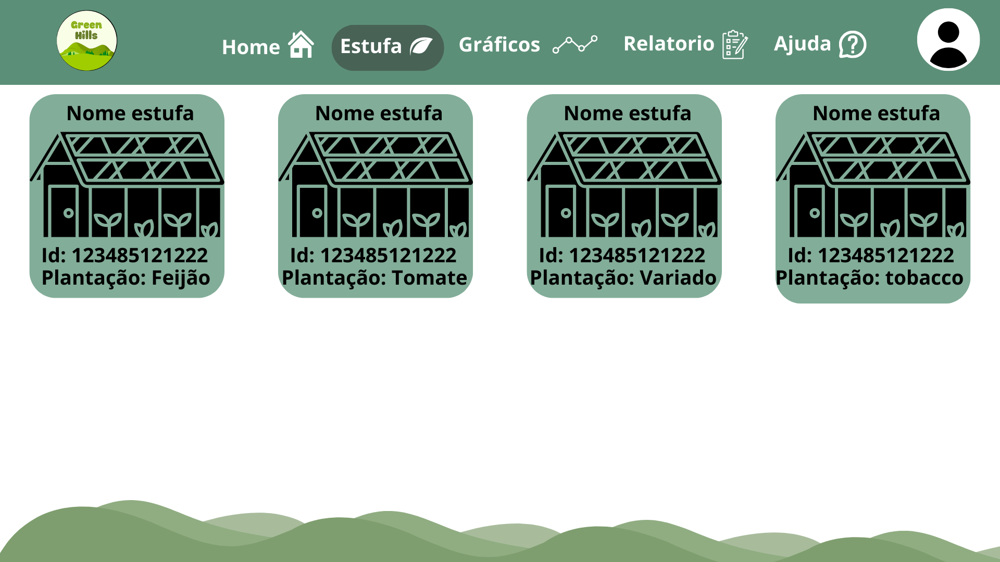 Green
Hills
Home
Estufa
Gráficos
Relatorio
Ajuda
Nome estufa
Id: 123485121222
Plantação: Feijão
Nome estufa
Id: 123485121222
Plantação: Tomate
Nome estufa
Id: 123485121222
Plantação: Variado
Nome estufa
Id: 123485121222
Plantação: tobacco